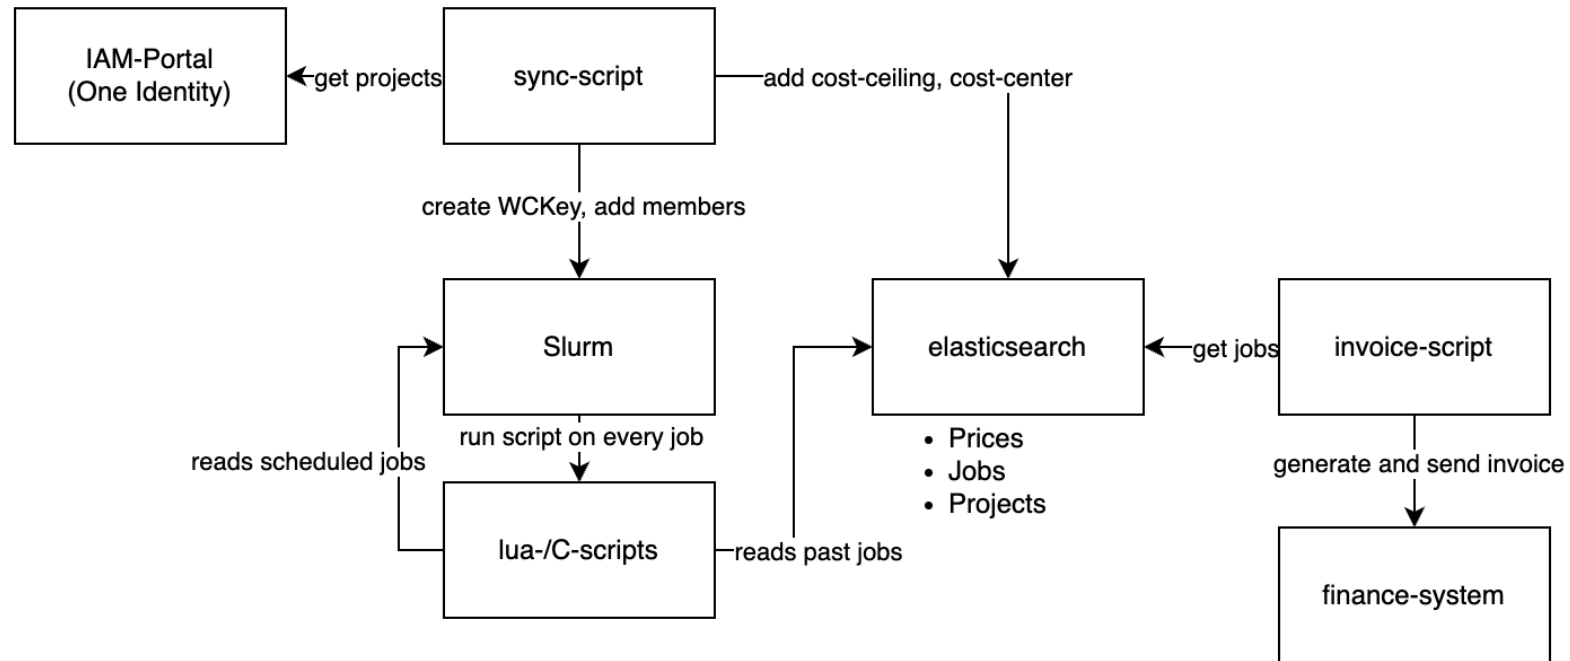 IAM-Portal
(One Identity)
get projects
sync-script
add cost-ceiling, cost-center
create WCKey, add members
Slurm
elasticsearch
get jobs
invoice-script
run script on every job
reads scheduled jobs
• Prices
• Jobs
• Projects
generate and send invoice
lua-/C-scripts
reads past jobs
finance-system